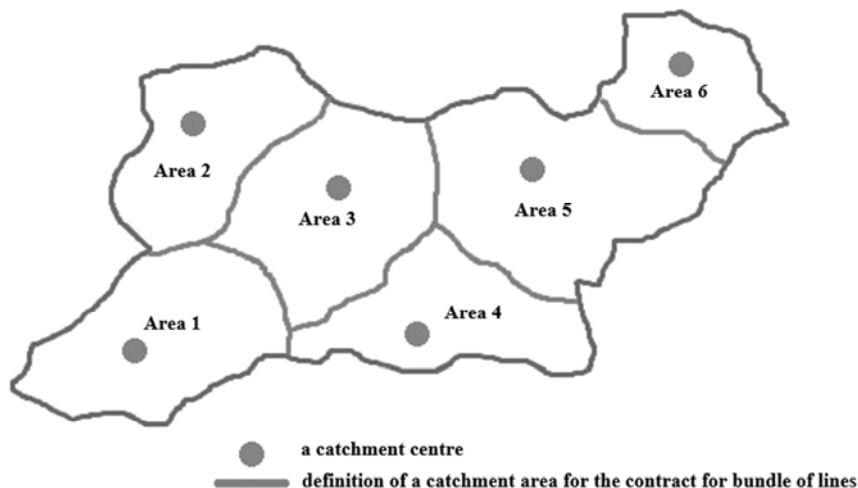 Area 6
Area 2
Area 3
Area 5
Area 1
Area 4
a catchment centre
definition of a catchment area for the contract for bundle of lines